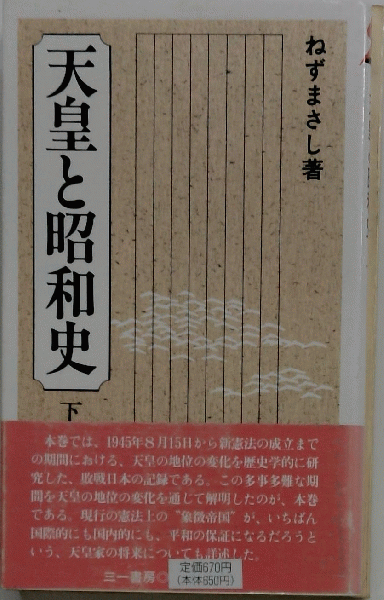 ねずまさし著
天皇と昭和史
下
本巻では、1945年8月15日から新憲法の成立まで
の期間における、天皇の地位の変化を歴史学的に研
究した、敗戦日本の記録である。この多事多難な期
間を天皇の地位の変化を通じて解明したのが、本巻
である。現行の憲法上の〝象徴帝国〟が、いちばん
国際的にも国内的にも、平和の保証になるだろうと
いう、天皇家の将来についても詳述した。
三一書房
定価670円
(本体650円)